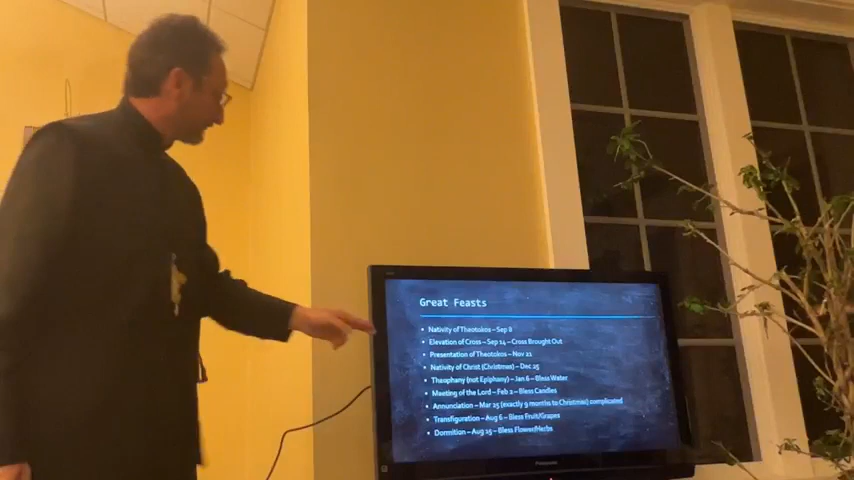 Great Feasts
Nativity of Theotokos – Sep 8
Elevation of Cross – Sep 14 – Cross Brought Out
Presentation of Theotokos – Nov 21
Nativity of Christ (Christmas) – Dec 25
Theophany (not Epiphany) – Jan 6 – Bless Water
Meeting of the Lord – Feb 2 – Bless Candles
Annunciation – Mar 25 (exactly 9 months to Christmas) complicated
Transfiguration – Aug 6 – Bless Fruit/Grapes
Dormition – Aug 15 – Bless Flower/Herbs
Panasonic